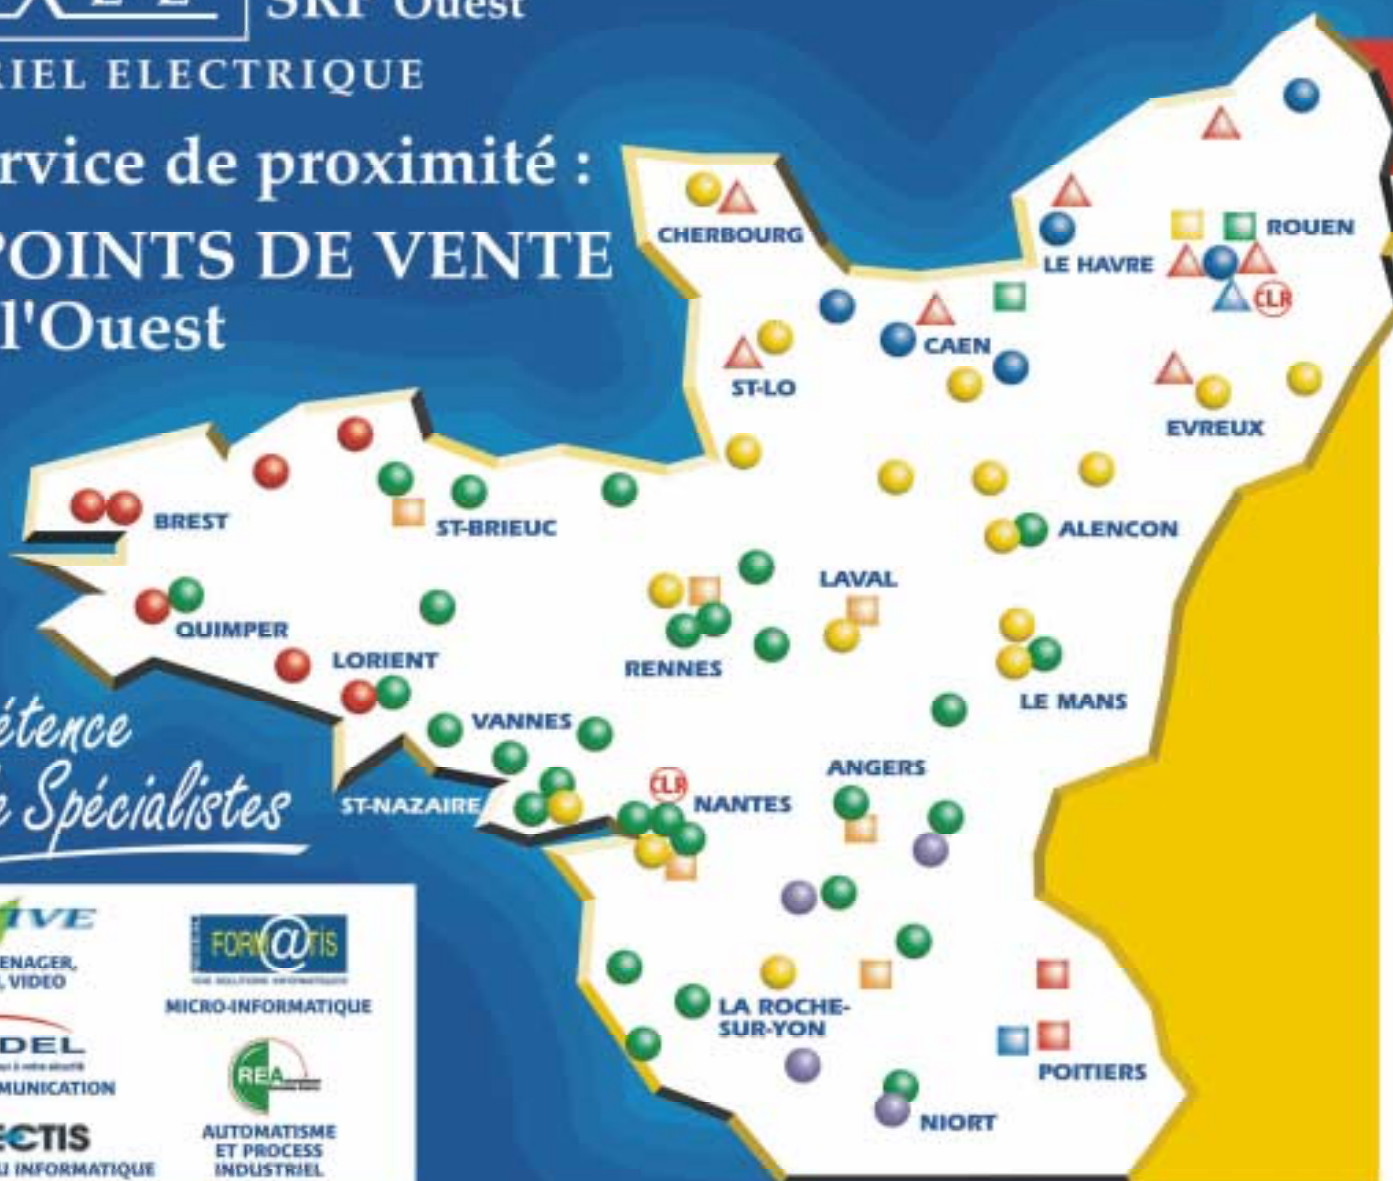 SRF Ouest
RIEL ELECTRIQUE
rvice de proximité :
POINTS DE VENTE
l'Ouest
CHERBOURG
ROUEN
LE HAVRE
CLR
CAEN
ST-LO
EVREUX
BREST
ST-BRIEUC
ALENCON
LAVAL
QUIMPER
LORIENT
RENNES
LE MANS
VANNES
étence
e Spécialistes
ANGERS
CLR
NANTES
ST-NAZAIRE
LA ROCHE-
SUR-YON
POITIERS
NIORT
IVE
ENAGER,
, VIDEO
FORM@TIS
MICRO-INFORMATIQUE
DEL
MUNICATION
REA
ECTIS
U INFORMATIQUE
AUTOMATISME
ET PROCESS
INDUSTRIEL